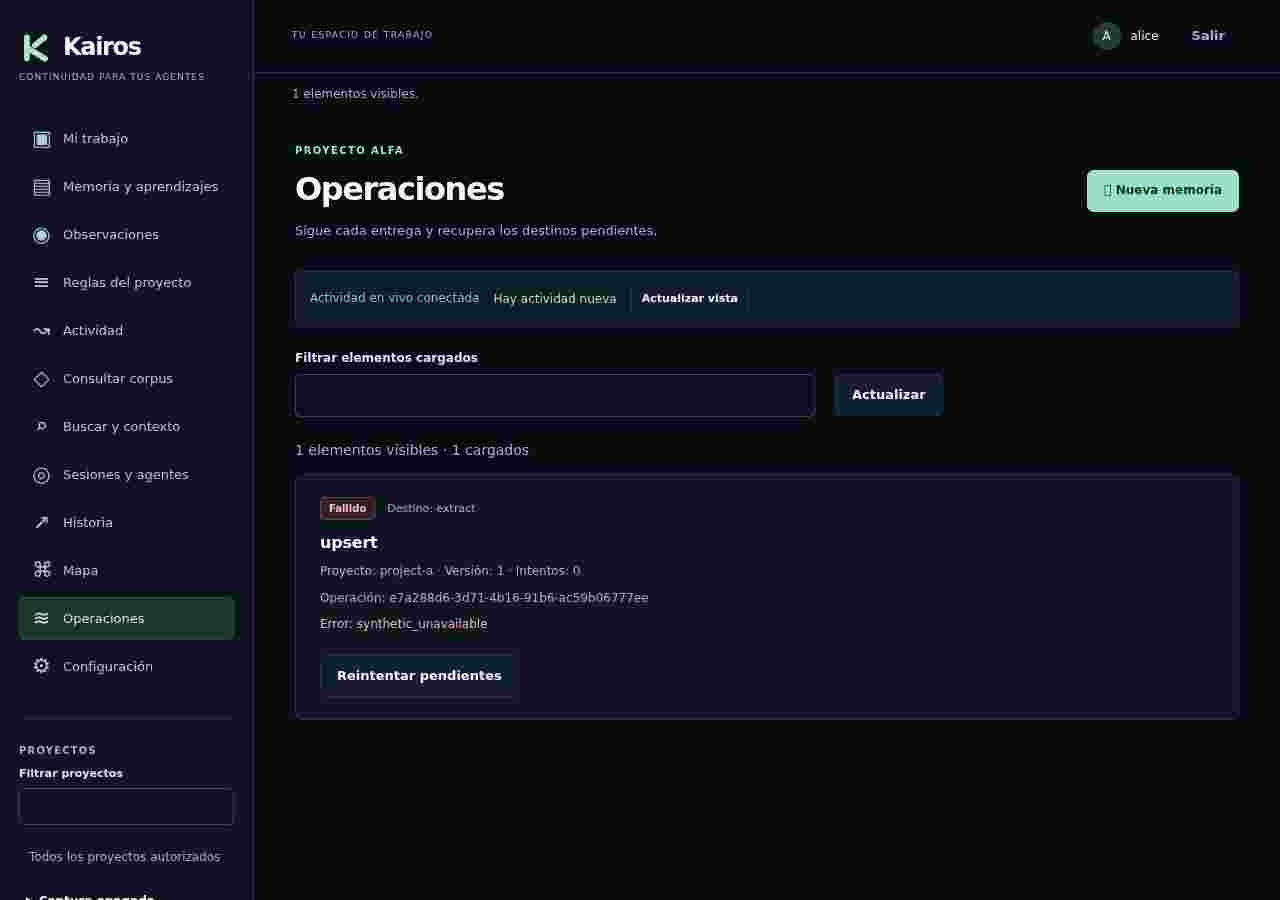 Kairos
CONTINUIDAD PARA TUS AGENTES
Mi trabajo
Memoria y aprendizajes
Observaciones
Reglas del proyecto
Actividad
Consultar corpus
Buscar y contexto
Sesiones y agentes
Historia
Mapa
Operaciones
Configuración
PROYECTOS
Filtrar proyectos
Todos los proyectos autorizados
TU ESPACIO DE TRABAJO
A alice Salir
1 elementos visibles.
PROYECTO ALFA
Operaciones
Nueva memoria
Sigue cada entrega y recupera los destinos pendientes.
Actividad en vivo conectada Hay actividad nueva Actualizar vista
Filtrar elementos cargados
Actualizar
1 elementos visibles · 1 cargados
Fallido Destino: extract
upsert
Proyecto: project-a · Versión: 1 · Intentos: 0
Operación: e7a288d6-3d71-4b16-91b6-ac59b06777ee
Error: synthetic_unavailable
Reintentar pendientes